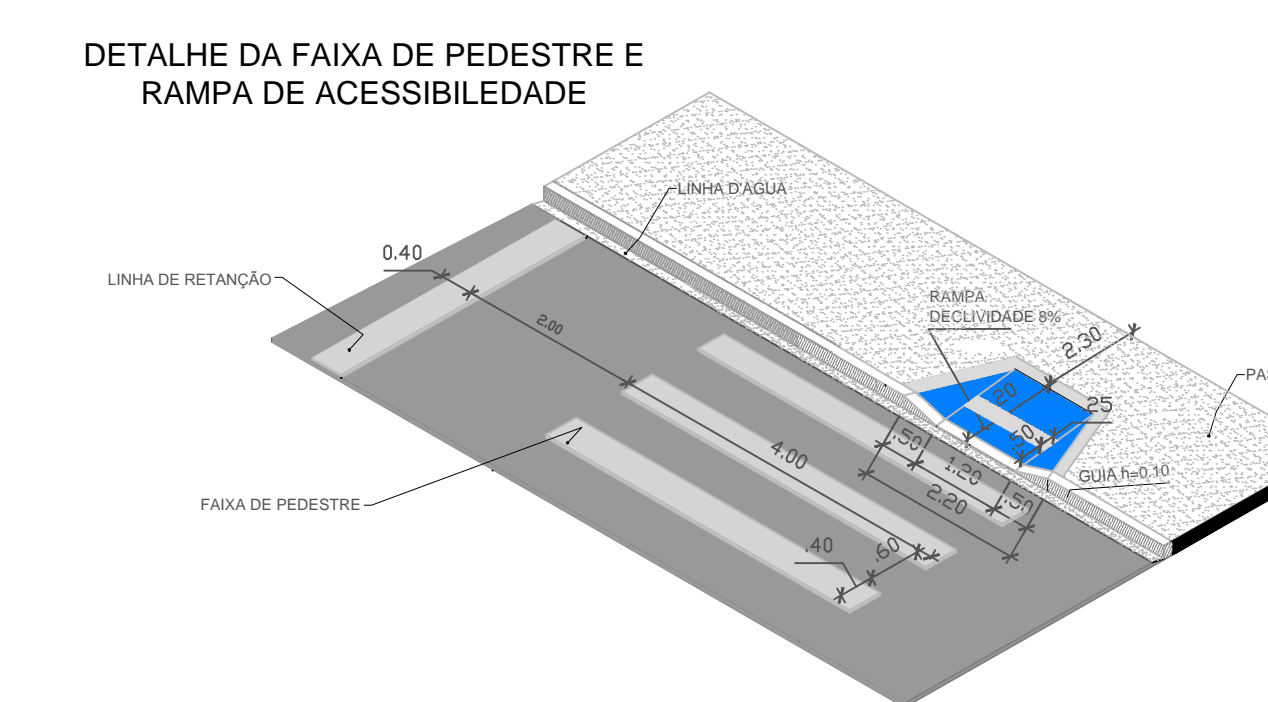 DETALHE DA FAIXA DE PEDESTRE E
RAMPA DE ACESSIBILEDADE
LINHA D'AGUA
0.40
LINHA DE RETANÇÃO
2.00
RAMPA
DECLIVIDADE 8%
2.30
20
25
.50
4.00
.50
1.20
.50
2.20
GUIA h=0.10
FAIXA DE PEDESTRE
.40
.60